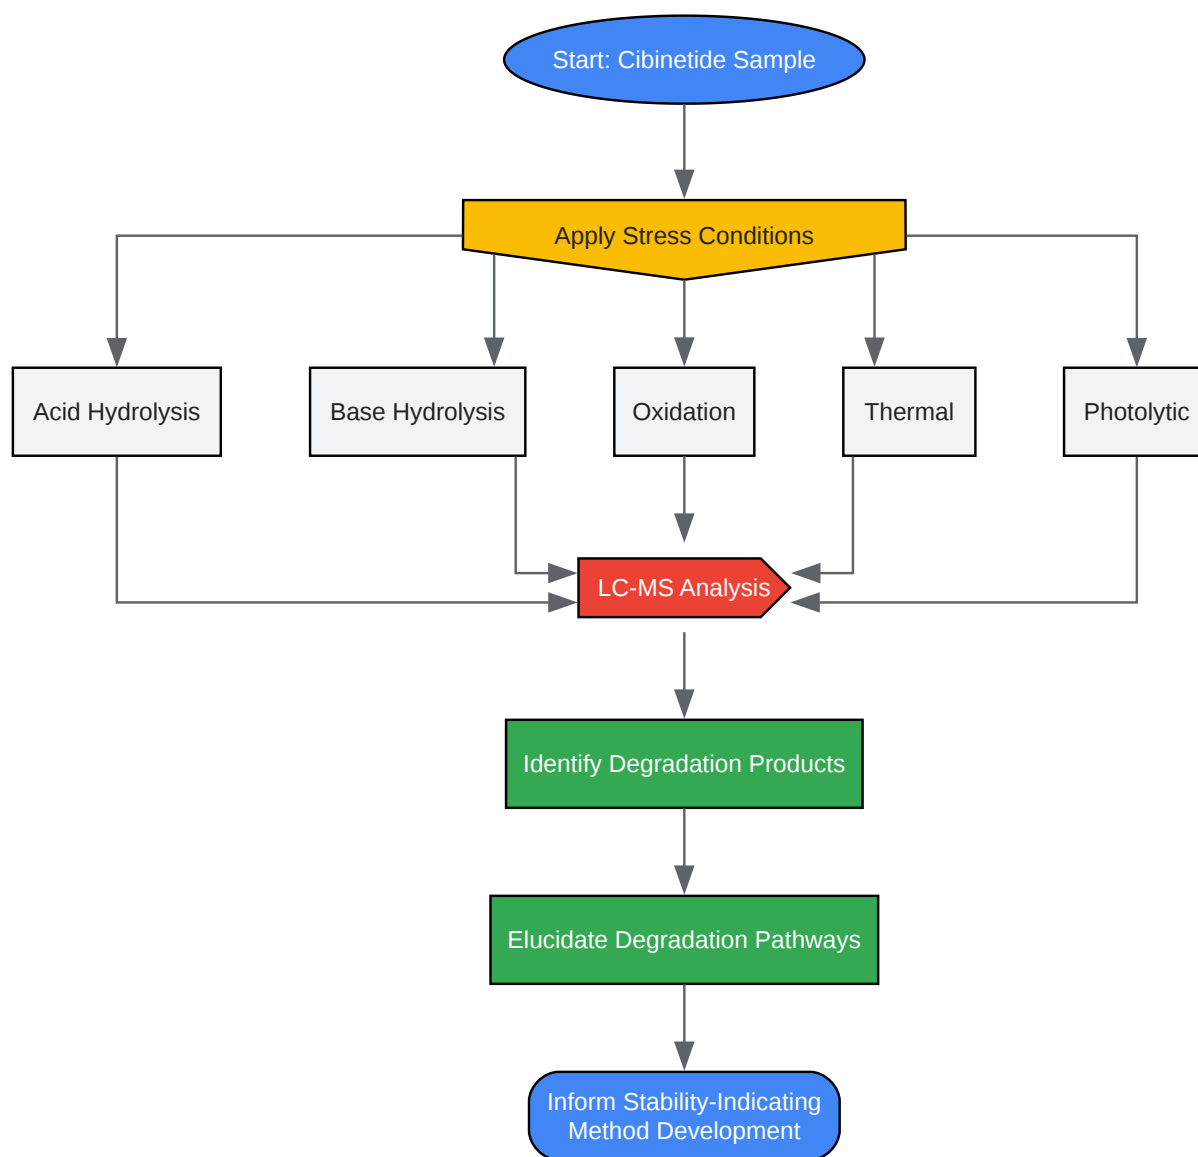 Start: Cibinetide Sample
Apply Stress Conditions
Acid Hydrolysis
Base Hydrolysis
Oxidation
Thermal
Photolytic
LC-MS Analysis
Identify Degradation Products
Elucidate Degradation Pathways
Inform Stability-Indicating
Method Development